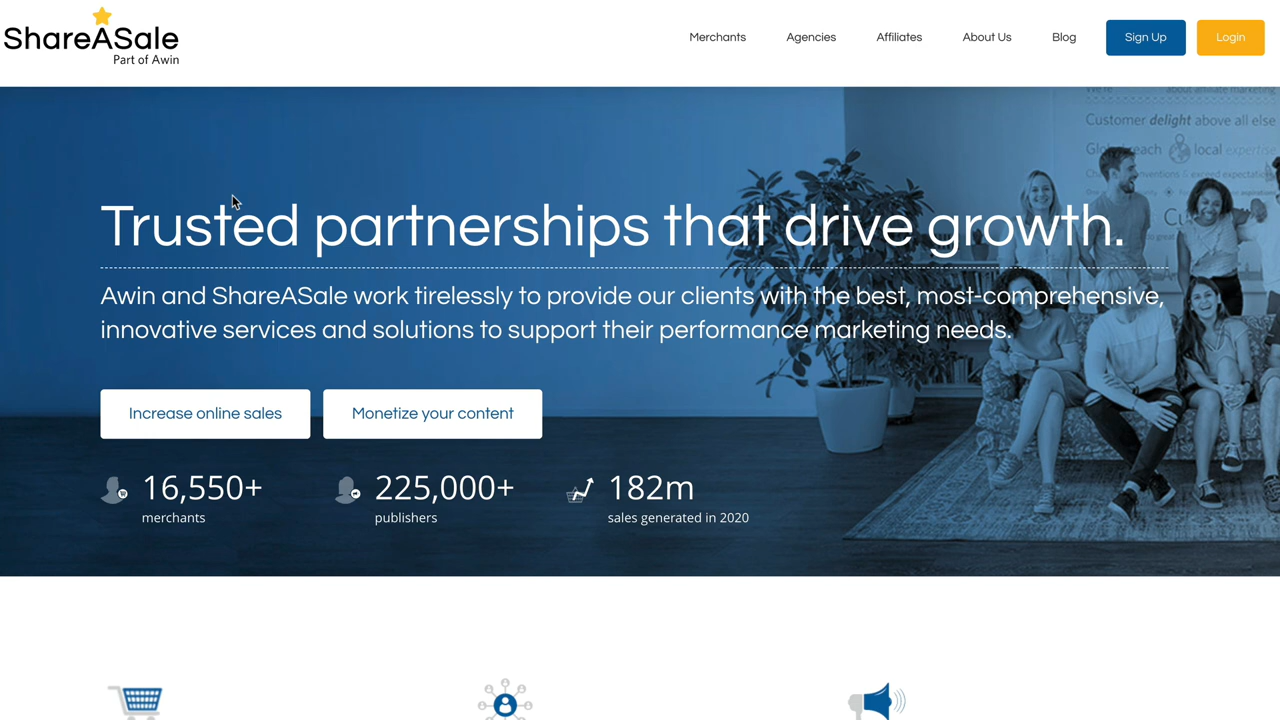 ShareASale
Part of Awin
Merchants
Agencies
Affiliates
About Us
Blog
Sign Up
Login
about affiliate marketing
Customer delight above all else
local expertise
Trusted partnerships that drive growth.
Awin and ShareASale work tirelessly to provide our clients with the best, most-comprehensive,
innovative services and solutions to support their performance marketing needs.
Increase online sales
Monetize your content
16,550+
merchants
225,000+
publishers
182m
sales generated in 2020